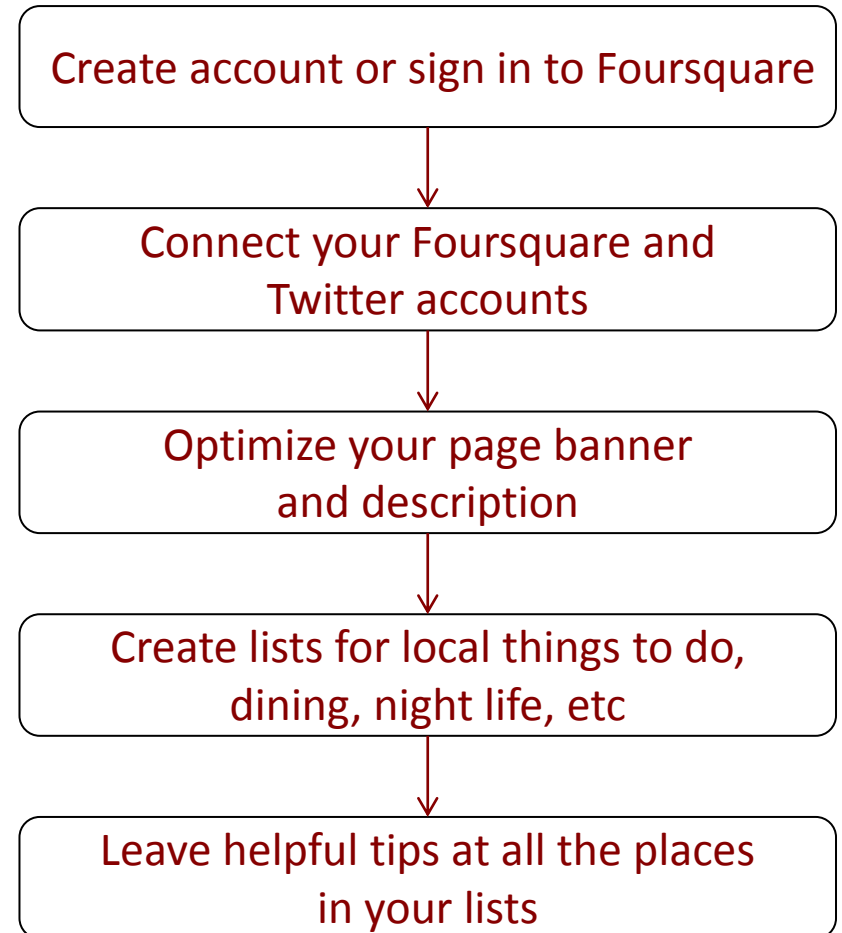 Create account or sign in to Foursquare
Connect your Foursquare and
Twitter accounts
Optimize your page banner
and description
Create lists for local things to do,
dining, night life, etc
Leave helpful tips at all the places
in your lists